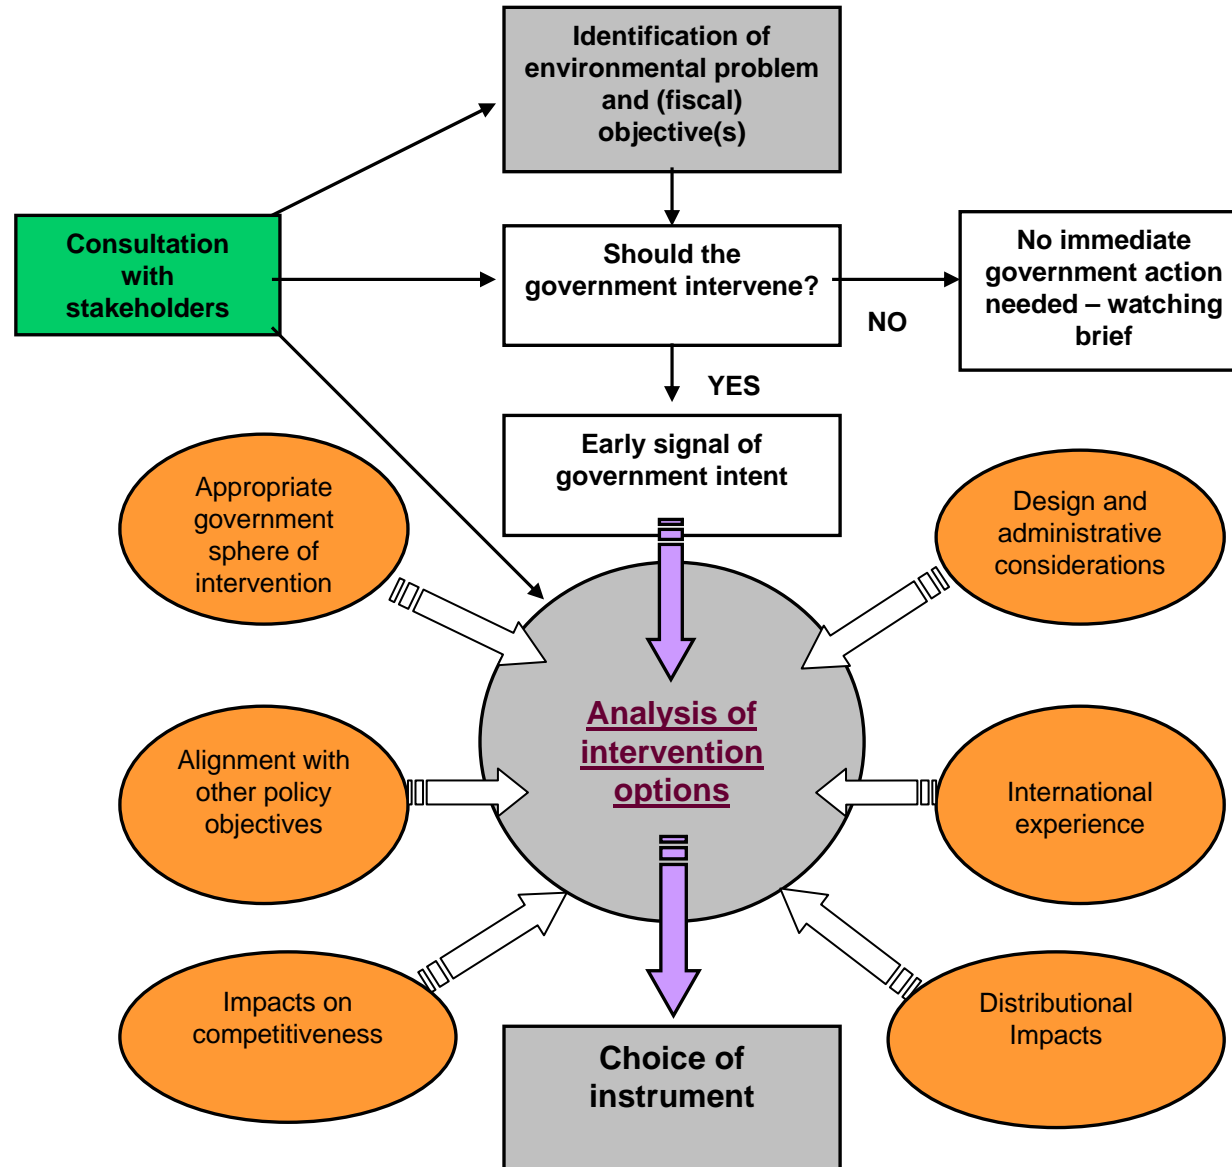 Identification of
environmental problem
and (fiscal)
objective(s)
Consultation
with
stakeholders
Should the
government intervene?
No immediate
government action
needed – watching
brief
NO
YES
Early signal of
government intent
Appropriate
government
sphere of
intervention
Design and
administrative
considerations
Analysis of
intervention
options
Alignment with
other policy
objectives
International
experience
Impacts on
competitiveness
Distributional
Impacts
Choice of
instrument